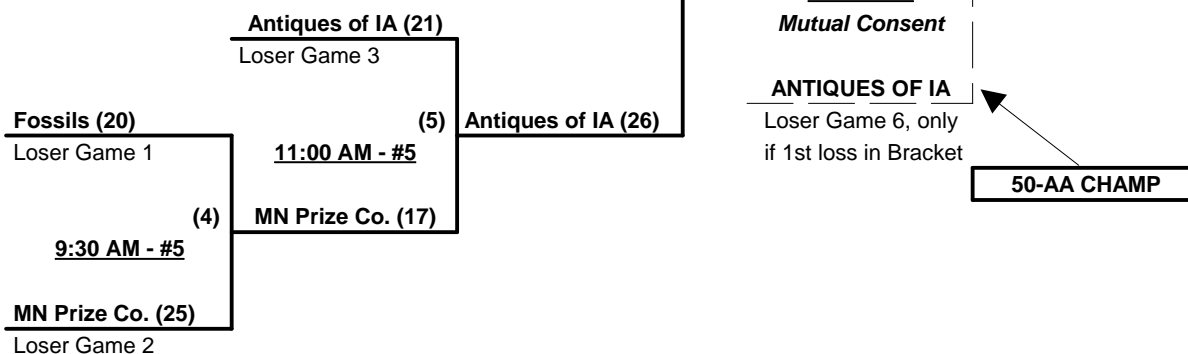 Antiques of IA (21)
Loser Game 3
Mutual Consent
ANTIQUES OF IA
Fossils (20)
(5) Antiques of IA (26)
Loser Game 6, only
Loser Game 1
11:00 AM - #5
if 1st loss in Bracket
50-AA CHAMP
(4) MN Prize Co. (17)
9:30 AM - #5
MN Prize Co. (25)
Loser Game 2